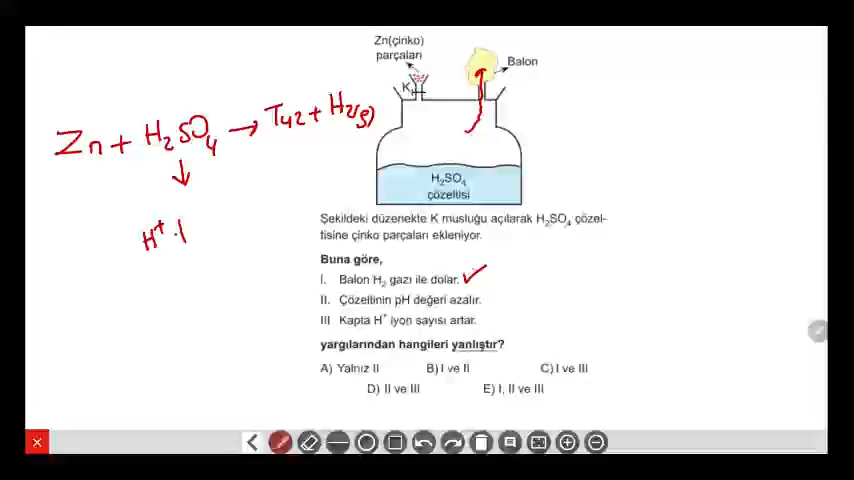 Zn(çinko)
parçaları
Balon
K
Zn + H₂SO₄ → Tuz + H₂(g)
H₂SO₄
çözeltisi
H⁺
Şekildeki düzenekte K musluğu açılarak H₂SO₄ çözel-
tisine çinko parçaları ekleniyor.
Buna göre,
I. Balon H₂ gazı ile dolar.
II. Çözeltinin pH değeri azalır.
III Kapta H⁺ iyon sayısı artar.
yargılarından hangileri yanlıştır?
A) Yalnız II B) I ve II C) I ve III
D) II ve III E) I, II ve III